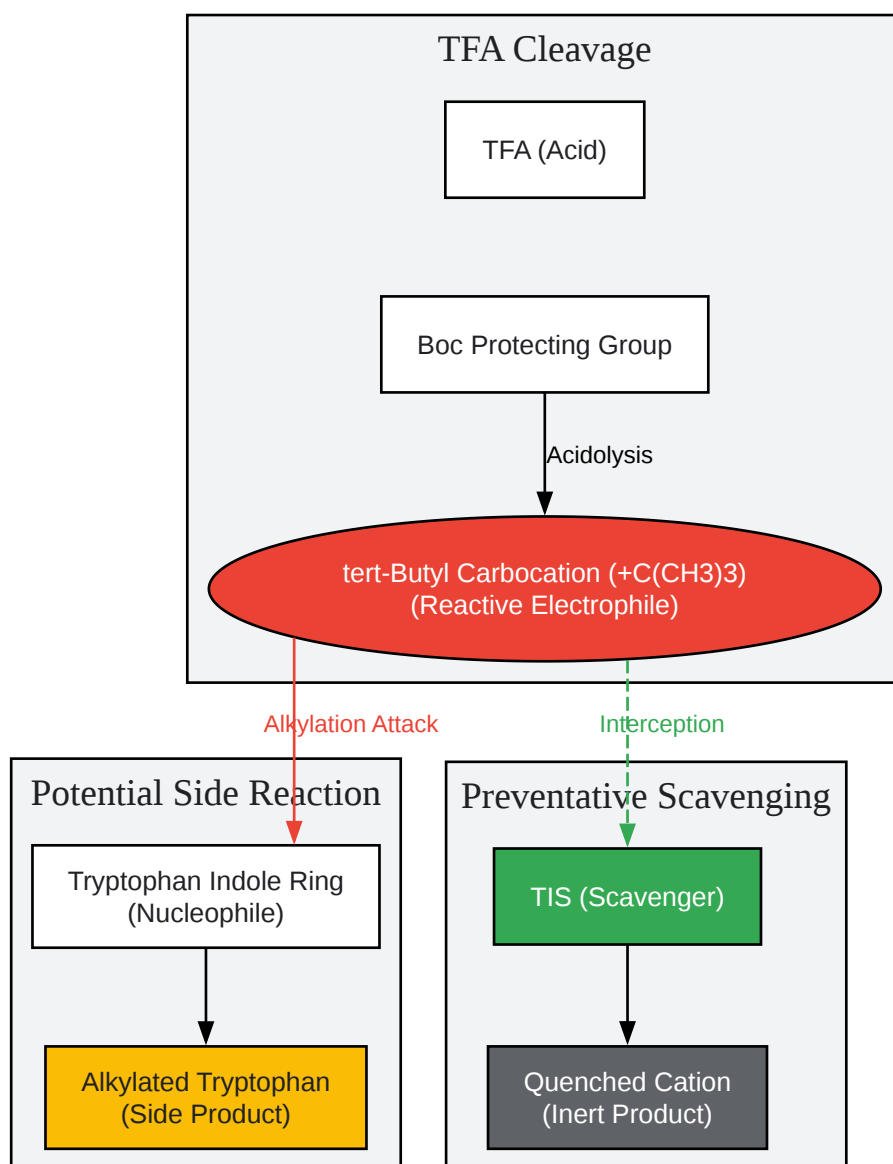 TFA Cleavage
TFA (Acid)
Boc Protecting Group
Acidolysis
tert-Butyl Carbocation (+C(CH3)3)
(Reactive Electrophile)
Alkylation Attack
Interception
Potential Side Reaction
Preventative Scavenging
Tryptophan Indole Ring
(Nucleophile)
TIS (Scavenger)
Alkylated Tryptophan
(Side Product)
Quenched Cation
(Inert Product)